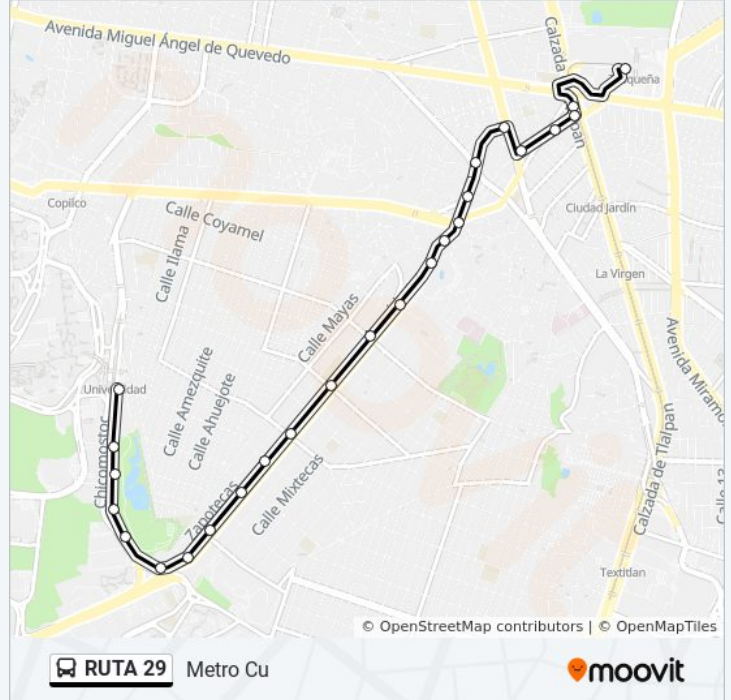 Avenida Miguel Ángel de Quevedo
Calzada
pan
queña
Copilco
Calle Coyamel
Ciudad Jardín
Calle Ilama
La Virgen
Calle Mayas
Avenida Miramo
Calle Amezquite
Calle Ahuejote
Universidad
Chicomostoc
Calzada de Tlalpan
Calle Mixtecas
Zapotecas
Calle 12
Textitlan
© OpenStreetMap contributors | © OpenMapTiles
RUTA 29 Metro Cu
moovit